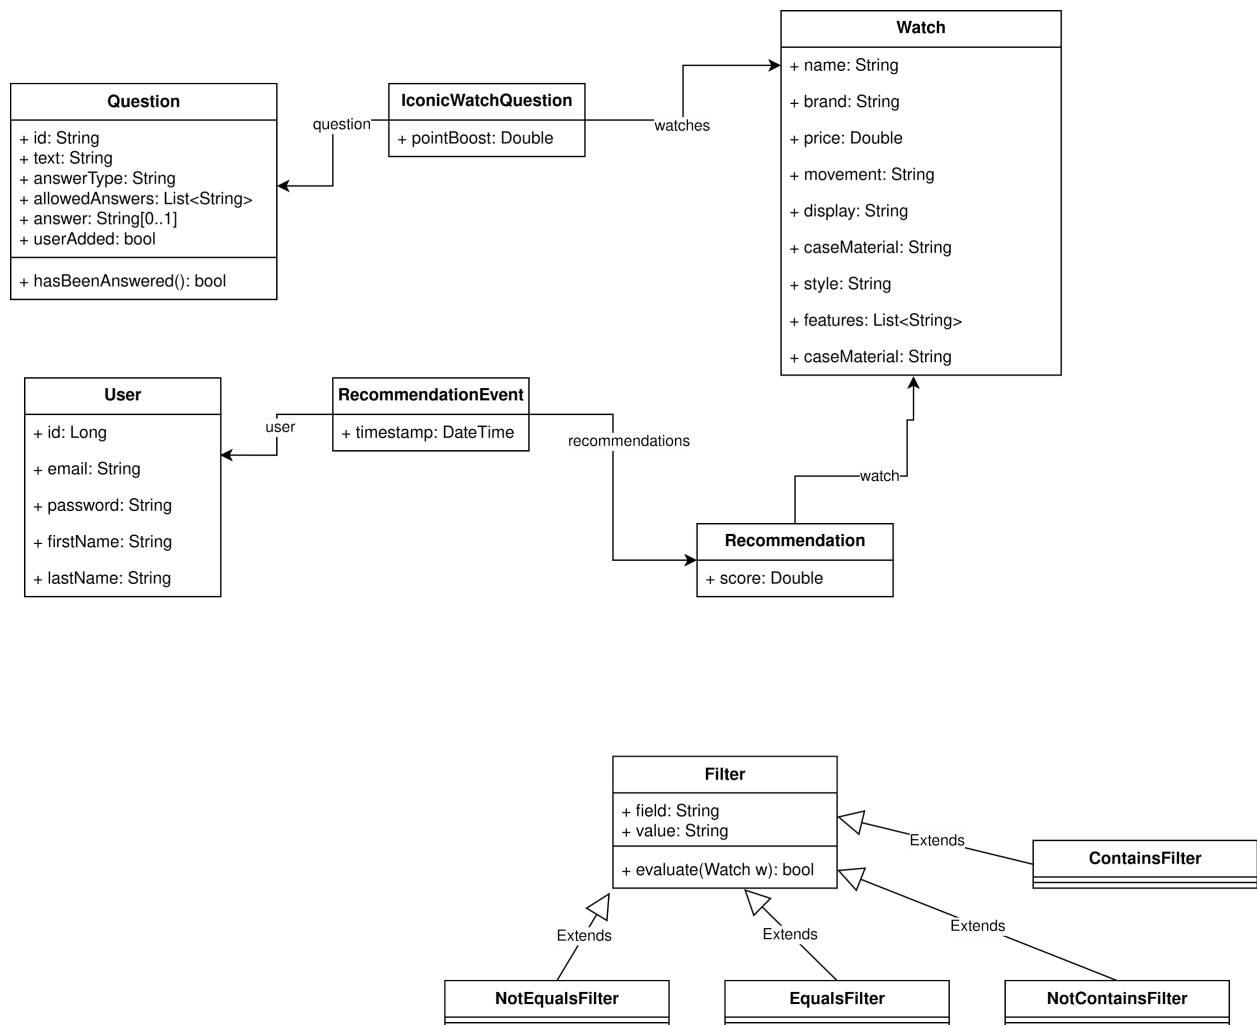 Watch
+ name: String
+ brand: String
+ price: Double
+ movement: String
+ display: String
+ caseMaterial: String
+ style: String
+ features: List<String>
+ caseMaterial: String
Question
+ id: String
+ text: String
+ answerType: String
+ allowedAnswers: List<String>
+ answer: String[0..1]
+ userAdded: bool
+ hasBeenAnswered(): bool
question
IconicWatchQuestion
+ pointBoost: Double
watches
User
+ id: Long
+ email: String
+ password: String
+ firstName: String
+ lastName: String
user
RecommendationEvent
+ timestamp: DateTime
recommendations
watch
Recommendation
+ score: Double
Filter
+ field: String
+ value: String
+ evaluate(Watch w): bool
Extends
ContainsFilter
Extends
Extends
Extends
NotEqualsFilter
EqualsFilter
NotContainsFilter